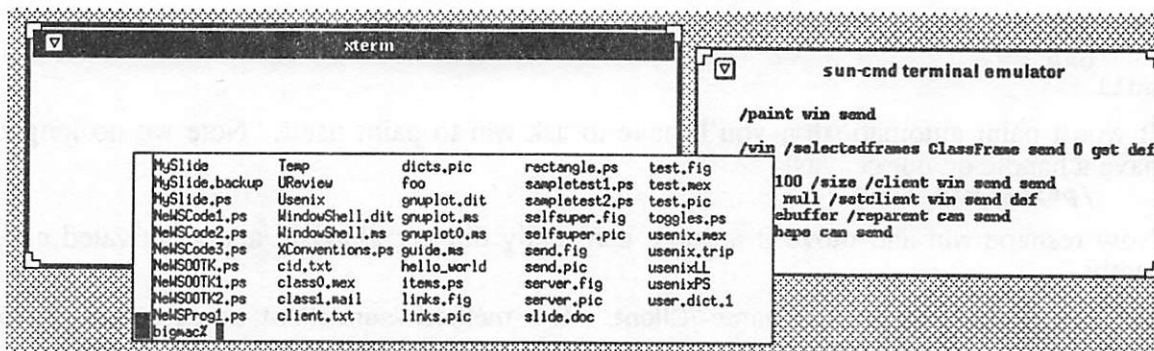 xterm
sun-cmd terminal emulator
/paint win send
/win /selectedframes ClassFrame send 0 get def
100 /size /client win send send
null /setclient win send def
ebuffer /reparent can send
hape can send
MySlide Temp dicts.pic rectangle.ps test.fig
MySlide.backup UReview foo sampletest1.ps test.mex
MySlide.ps Usenix gnuplot.dit sampletest2.ps test.pic
NeWSCode1.ps WindowShell.dit gnuplot.ms selfsuper.fig toggles.ps
NeWSCode2.ps WindowShell.ms gnuplot0.ms selfsuper.pic usenix.mex
NeWSCode3.ps XConventions.ps guide.ms send.fig usenix.trip
NeWSOOTK.ps cid.txt hello_world send.pic usenixLL
NeWSOOTK1.ps class0.mex items.ps server.fig usenixPS
NeWSOOTK2.ps class1.mail links.fig server.pic user.dict.1
NeWSProg1.ps client.txt links.pic slide.doc
bigmac%